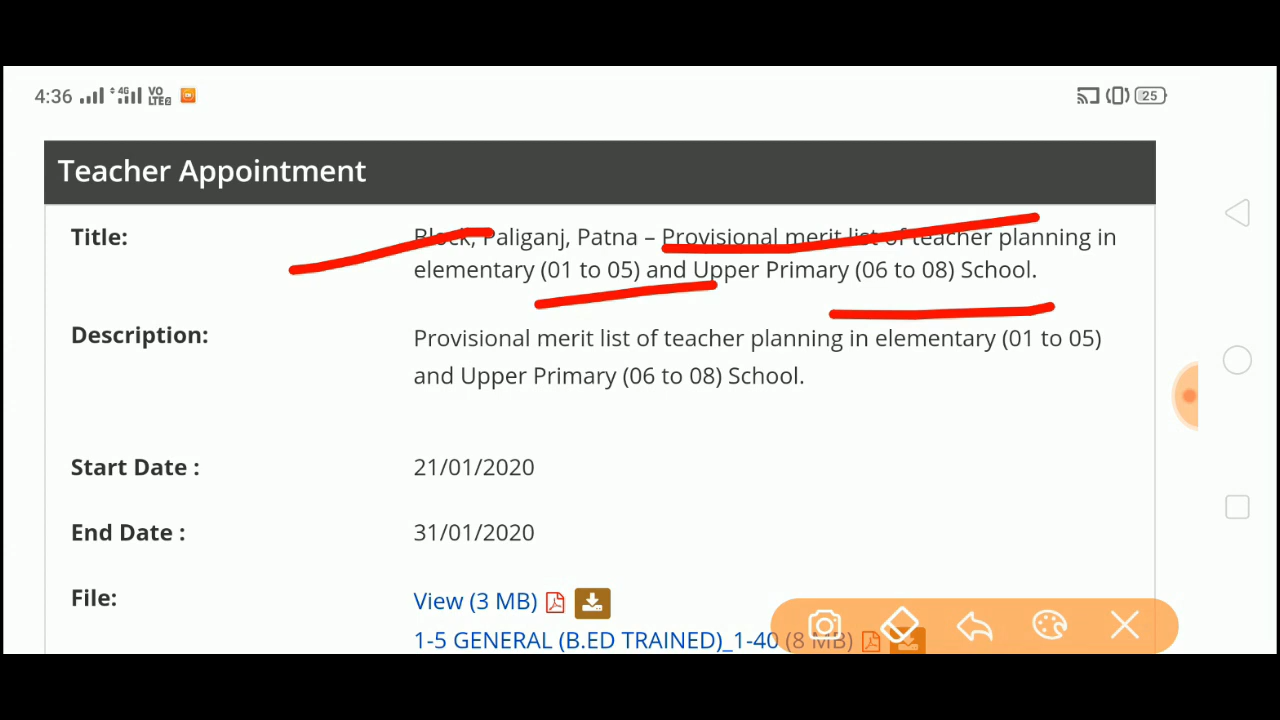 4:36 4G VO LTE 25
Teacher Appointment
Title: Block, Paliganj, Patna – Provisional merit list of teacher planning in
elementary (01 to 05) and Upper Primary (06 to 08) School.
Description: Provisional merit list of teacher planning in elementary (01 to 05)
and Upper Primary (06 to 08) School.
Start Date : 21/01/2020
End Date : 31/01/2020
File: View (3 MB)
1-5 GENERAL (B.ED TRAINED)_1-40 (8 MB)